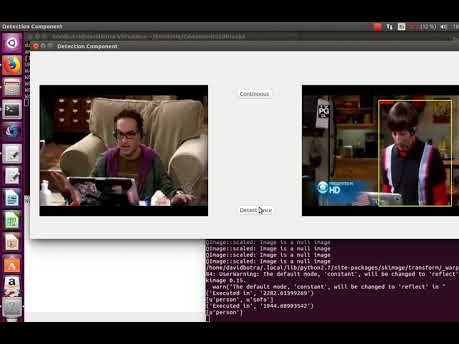 Detection Component
Detection Component
Continuous
PG
HD
Detect Once
QImage::scaled: Image is a null image
QImage::scaled: Image is a null image
QImage::scaled: Image is a null image
/home/davidbutra/.local/lib/python2.7/site-packages/skimage/transform/_warp
84: UserWarning: The default mode, 'constant', will be changed to 'reflect' in
kimage 0.15.
warn("The default mode, 'constant', will be changed to 'reflect' in "
('Executed in', '2282.01399269')
[u'person', u'sofa']
('Executed in', '1944.60903542')
[u'person']